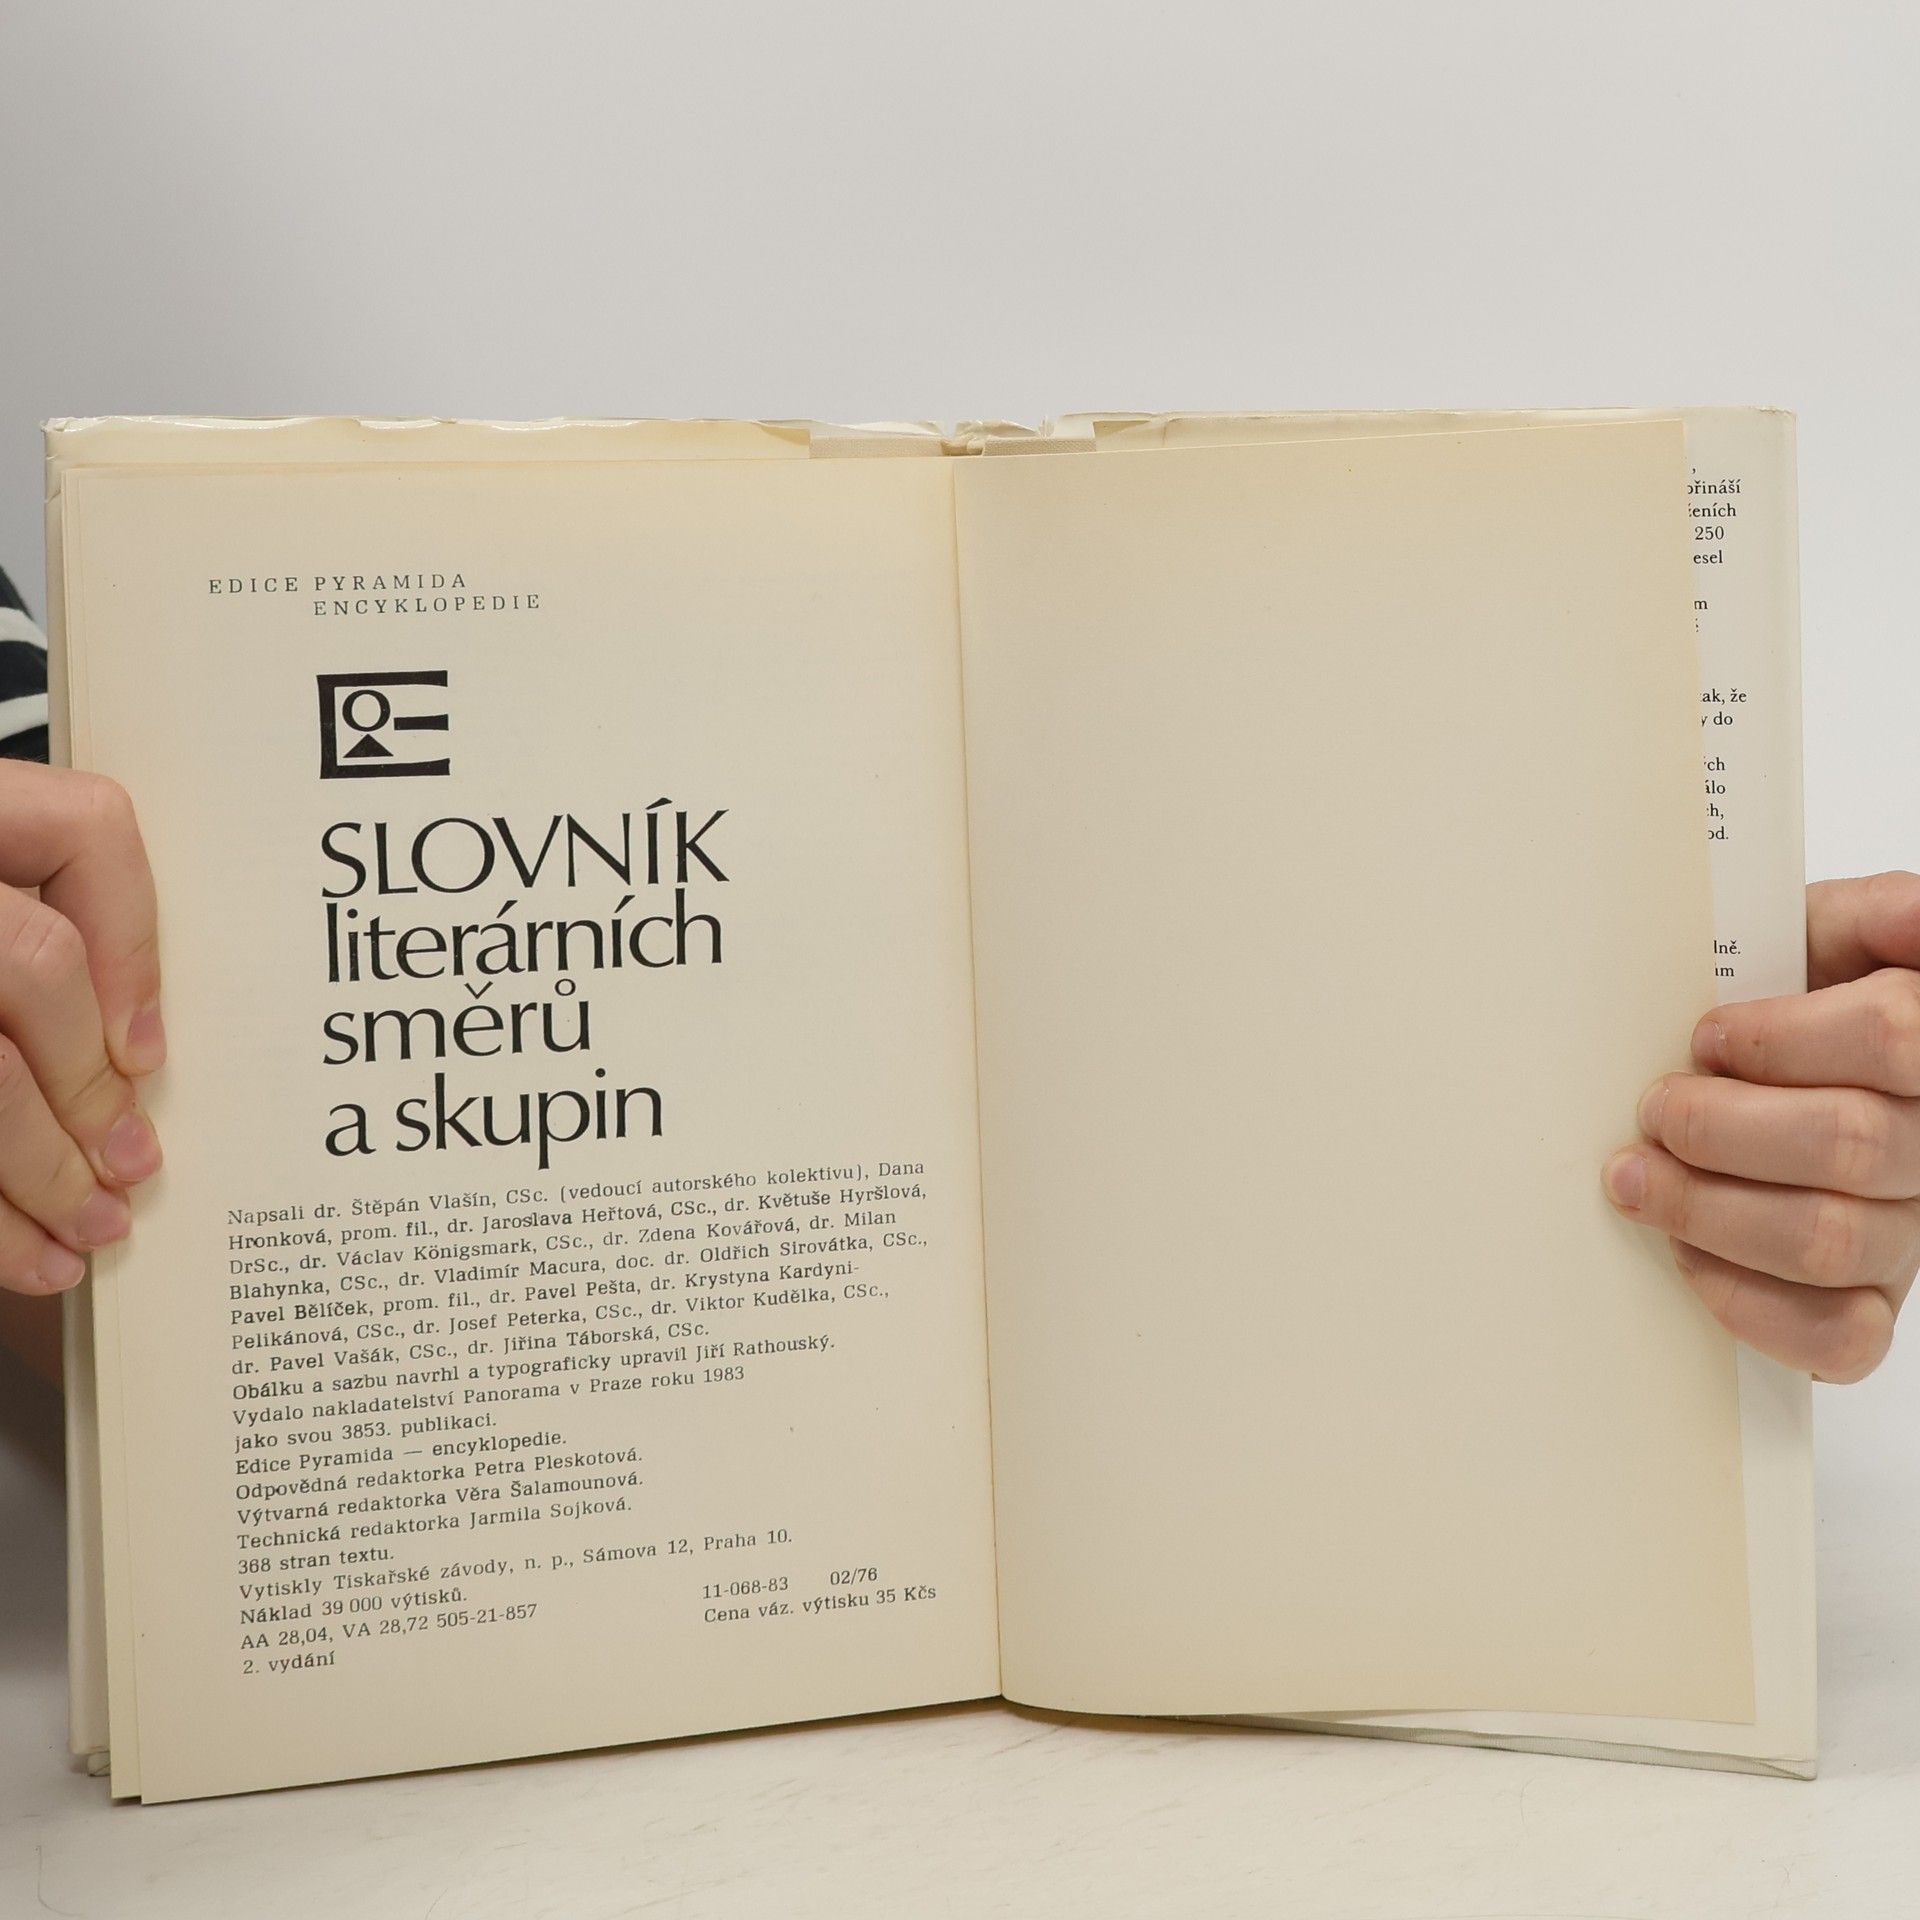 EDICE PYRAMIDA
ENCYKLOPEDIE
SLOVNÍK
literárních
směrů
a skupin
Napsali dr. Štěpán Vlašín, CSc. (vedoucí autorského kolektivu), Dana
Hronková, prom. fil., dr. Jaroslava Heřtová, CSc., dr. Květuše Hyršlová,
DrSc., dr. Václav Königsmark, CSc., dr. Zdena Kovářová, dr. Milan
Blahynka, CSc., dr. Vladimír Macura, doc. dr. Oldřich Sirovátka, CSc.,
Pavel Bělíček, prom. fil., dr. Pavel Pešta, dr. Krystyna Kardyni-
Pelikánová, CSc., dr. Josef Peterka, CSc., dr. Viktor Kudělka, CSc.,
dr. Pavel Vašák, CSc., dr. Jiřina Táborská, CSc.
Obálku a sazbu navrhl a typograficky upravil Jiří Rathouský.
Vydalo nakladatelství Panorama v Praze roku 1983
jako svou 3853. publikaci.
Edice Pyramida — encyklopedie.
Odpovědná redaktorka Petra Pleskotová.
Výtvarná redaktorka Věra Šalamounová.
Technická redaktorka Jarmila Sojková.
368 stran textu.
Vytiskly Tiskařské závody, n. p., Sámova 12, Praha 10.
Náklad 39 000 výtisků. 11-068-83 02/76
AA 28,04, VA 28,72 505-21-857 Cena váz. výtisku 35 Kčs
2. vydání
250
že
do